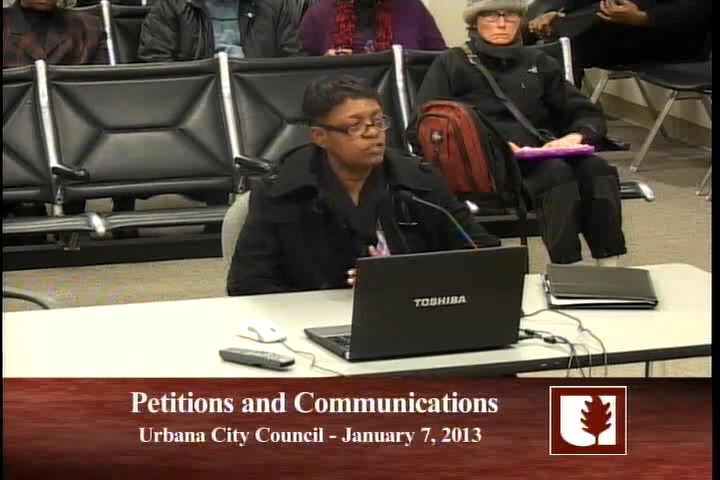 TOSHIBA
Petitions and Communications
Urbana City Council - January 7, 2013